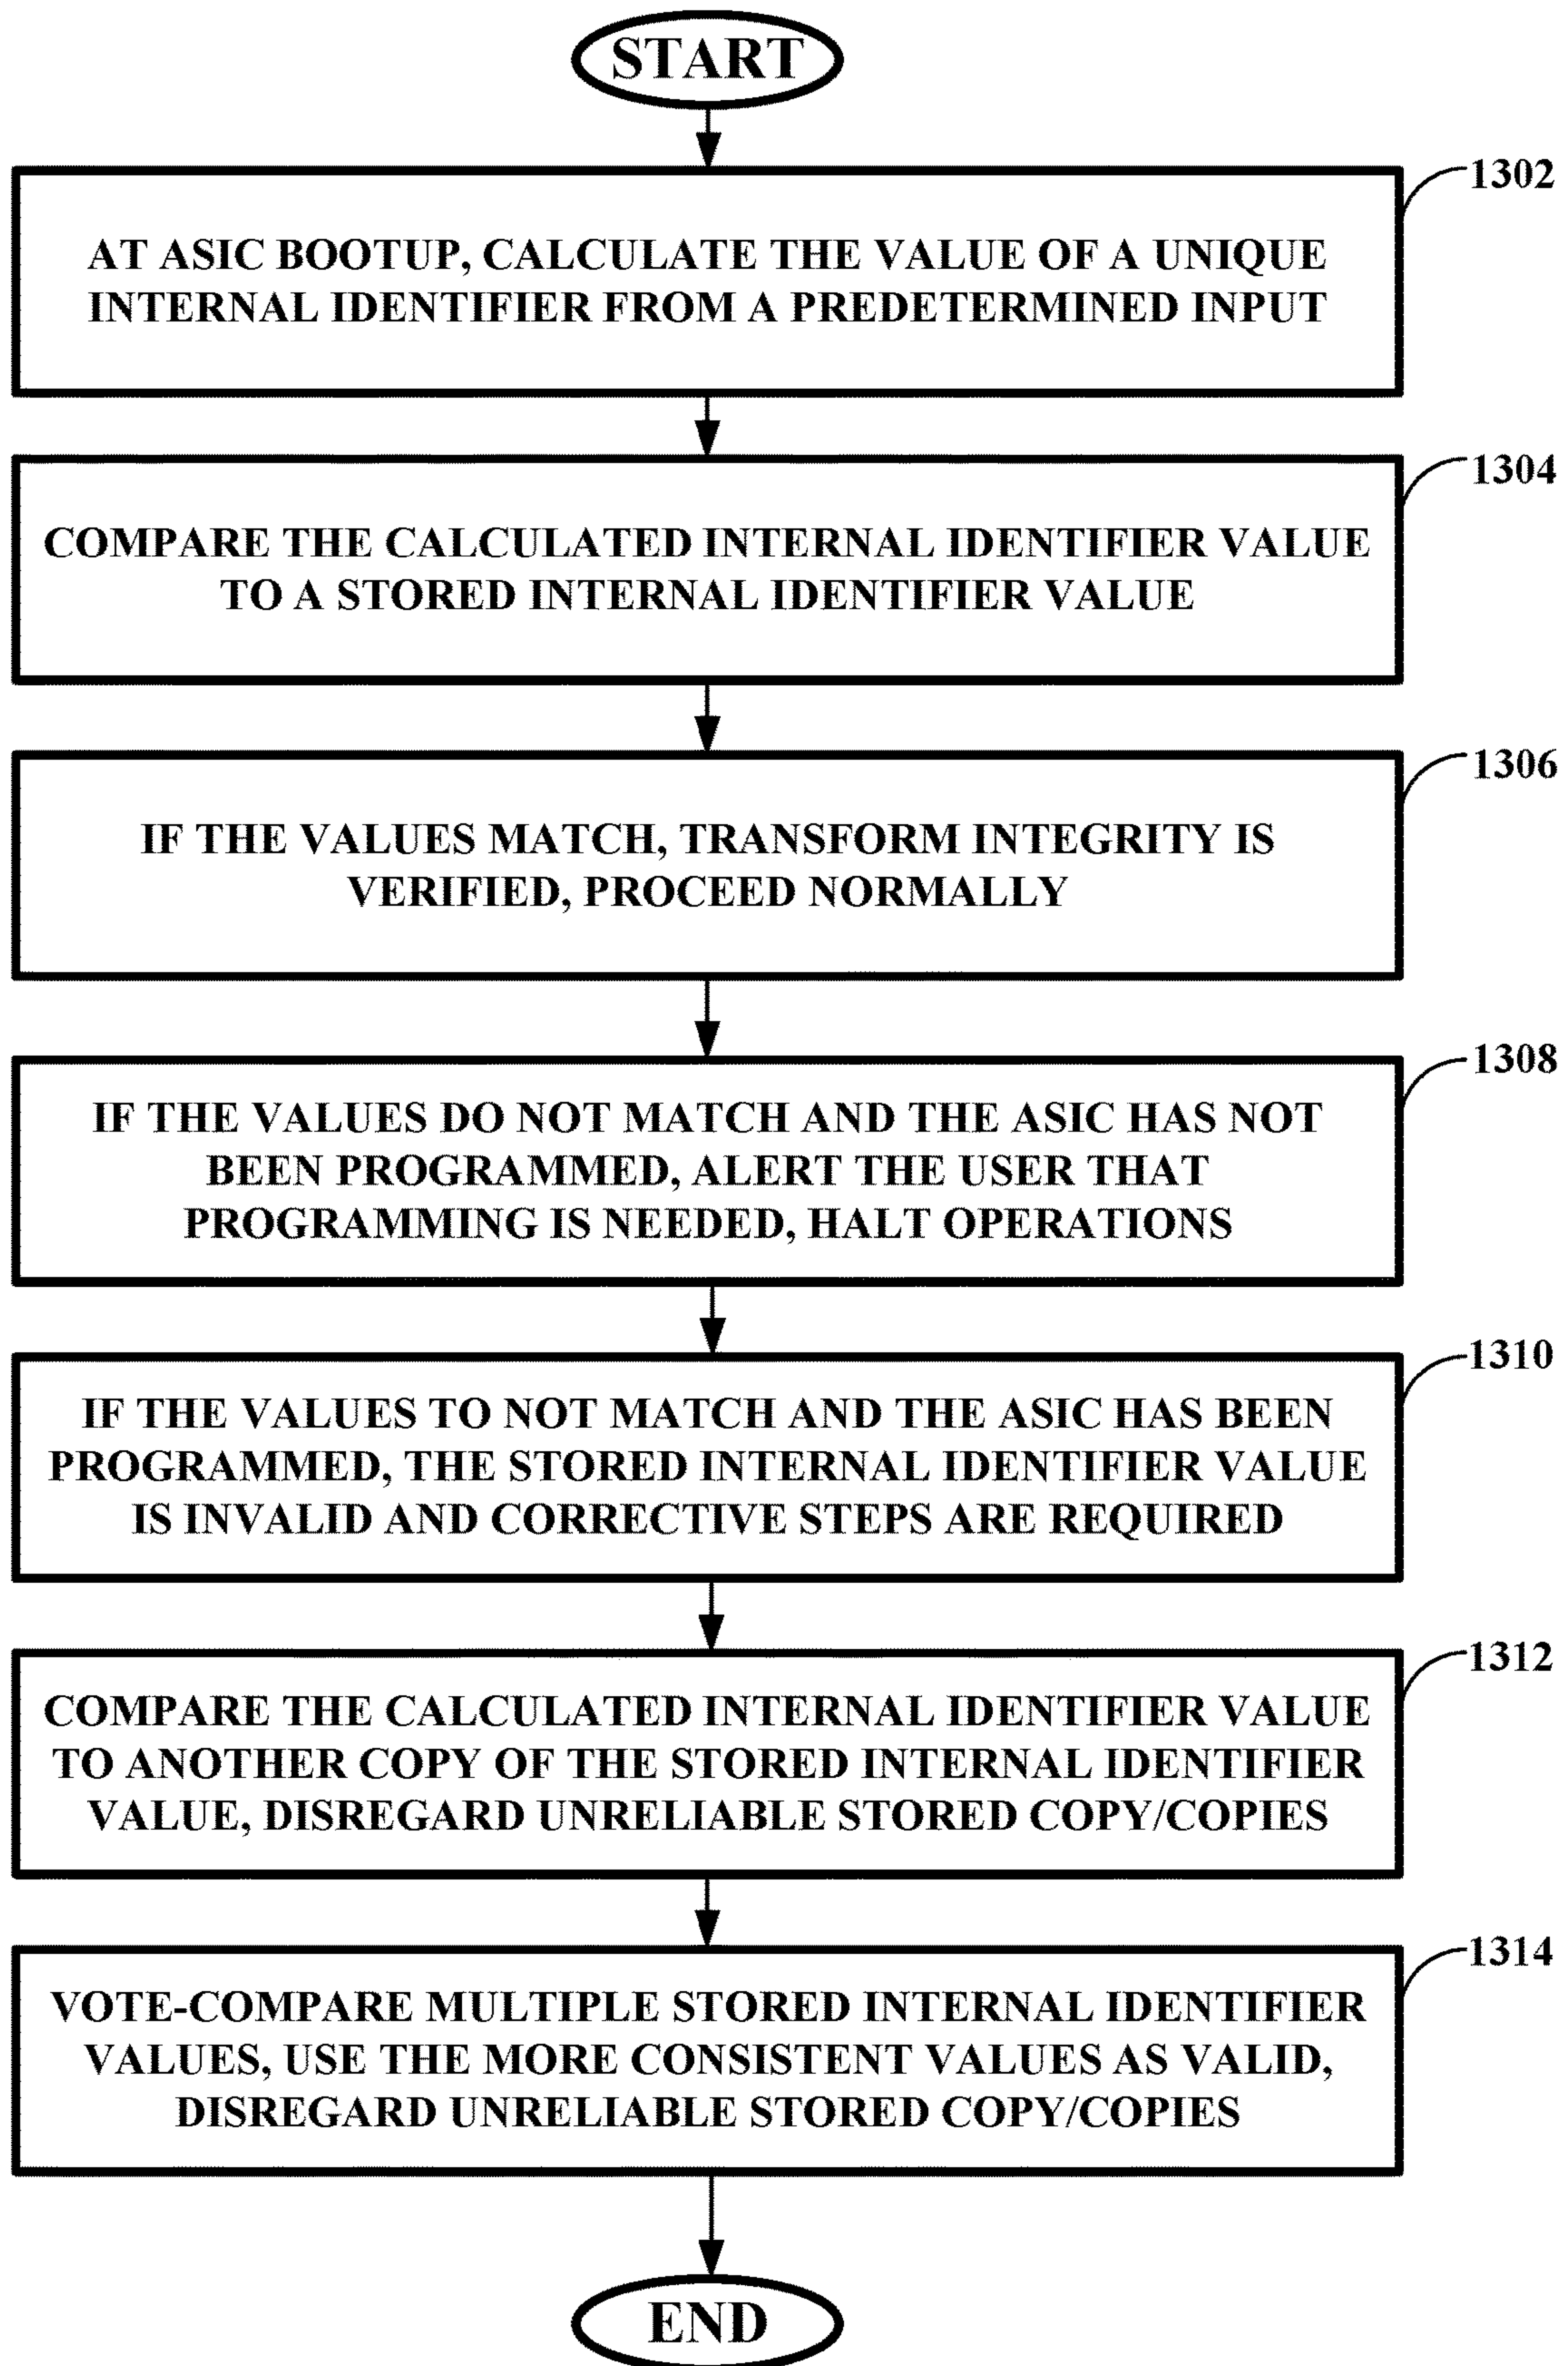 START
1302
AT ASIC BOOTUP, CALCULATE THE VALUE OF A UNIQUE
INTERNAL IDENTIFIER FROM A PREDETERMINED INPUT
1304
COMPARE THE CALCULATED INTERNAL IDENTIFIER VALUE
TO A STORED INTERNAL IDENTIFIER VALUE
1306
IF THE VALUES MATCH, TRANSFORM INTEGRITY IS
VERIFIED, PROCEED NORMALLY
1308
IF THE VALUES DO NOT MATCH AND THE ASIC HAS NOT
BEEN PROGRAMMED, ALERT THE USER THAT
PROGRAMMING IS NEEDED, HALT OPERATIONS
1310
IF THE VALUES TO NOT MATCH AND THE ASIC HAS BEEN
PROGRAMMED, THE STORED INTERNAL IDENTIFIER VALUE
IS INVALID AND CORRECTIVE STEPS ARE REQUIRED
1312
COMPARE THE CALCULATED INTERNAL IDENTIFIER VALUE
TO ANOTHER COPY OF THE STORED INTERNAL IDENTIFIER
VALUE, DISREGARD UNRELIABLE STORED COPY/COPIES
1314
VOTE-COMPARE MULTIPLE STORED INTERNAL IDENTIFIER
VALUES, USE THE MORE CONSISTENT VALUES AS VALID,
DISREGARD UNRELIABLE STORED COPY/COPIES
END